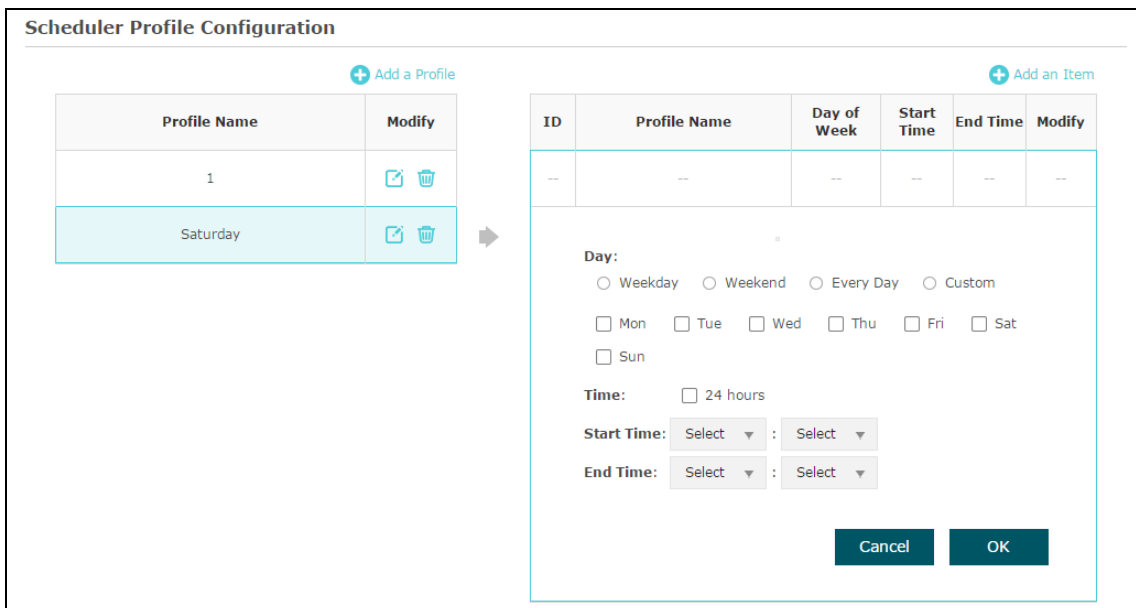 Scheduler Profile Configuration
Add a Profile
Profile Name Modify
1
Saturday
Add an Item
ID Profile Name Day of Week Start Time End Time Modify
-- -- -- -- -- --
Day:
Weekday Weekend Every Day Custom
Mon Tue Wed Thu Fri Sat
Sun
Time: 24 hours
Start Time: Select : Select
End Time: Select : Select
Cancel OK